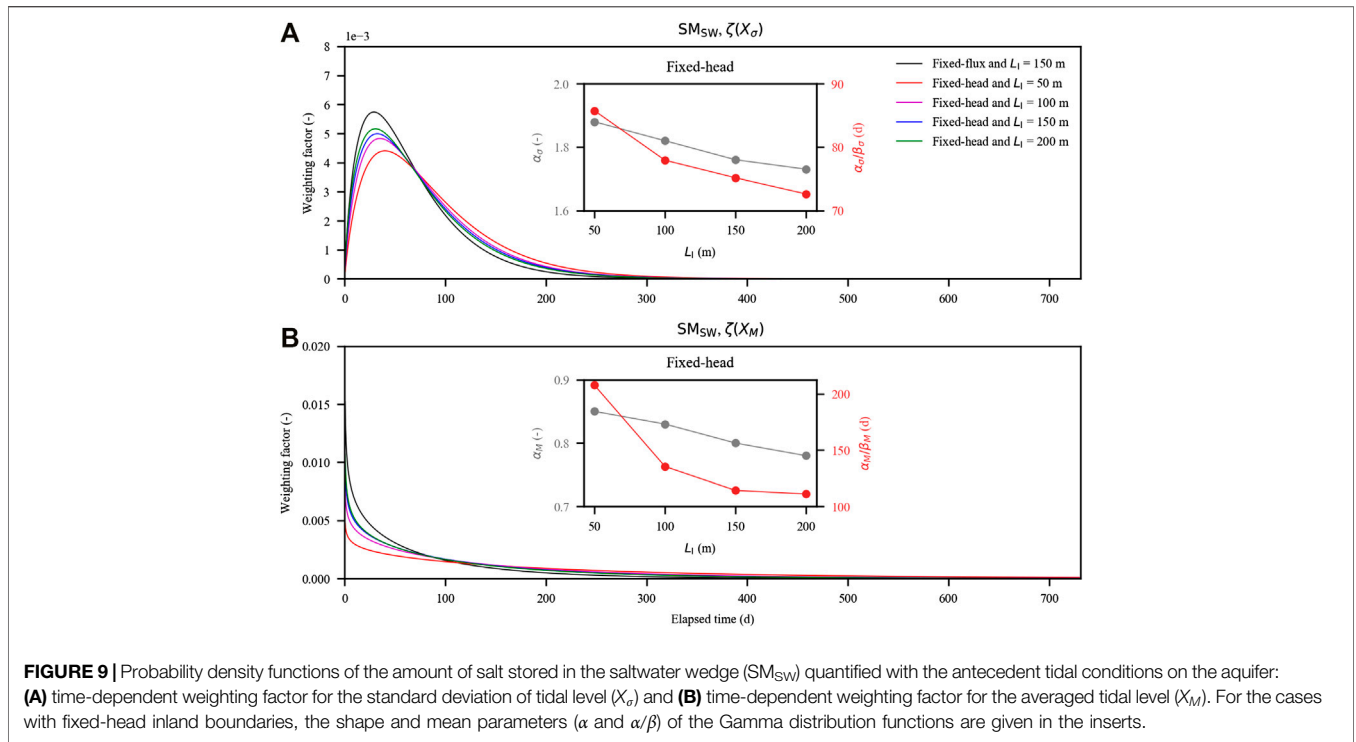 A
SM_SW, ζ(X_σ)
1e−3
8
7
6
5
4
3
2
1
0
Weighting factor (-)
0 100 200 300 400 500 600 700
Fixed-head
2.0
1.8
1.6
α_σ (-)
90
80
70
α_σ/β_σ (d)
50 100 150 200
L_I (m)
Fixed-flux and L_I = 150 m
Fixed-head and L_I = 50 m
Fixed-head and L_I = 100 m
Fixed-head and L_I = 150 m
Fixed-head and L_I = 200 m
B
SM_SW, ζ(X_M)
0.020
0.015
0.010
0.005
0.000
Weighting factor (-)
0 100 200 300 400 500 600 700
Elapsed time (d)
Fixed-head
0.9
0.8
0.7
α_M (-)
200
150
100
α_M/β_M (d)
50 100 150 200
L_I (m)
FIGURE 9 | Probability density functions of the amount of salt stored in the saltwater wedge (SM_SW) quantified with the antecedent tidal conditions on the aquifer:
(A) time-dependent weighting factor for the standard deviation of tidal level (X_σ) and (B) time-dependent weighting factor for the averaged tidal level (X_M). For the cases
with fixed-head inland boundaries, the shape and mean parameters (α and α/β) of the Gamma distribution functions are given in the inserts.